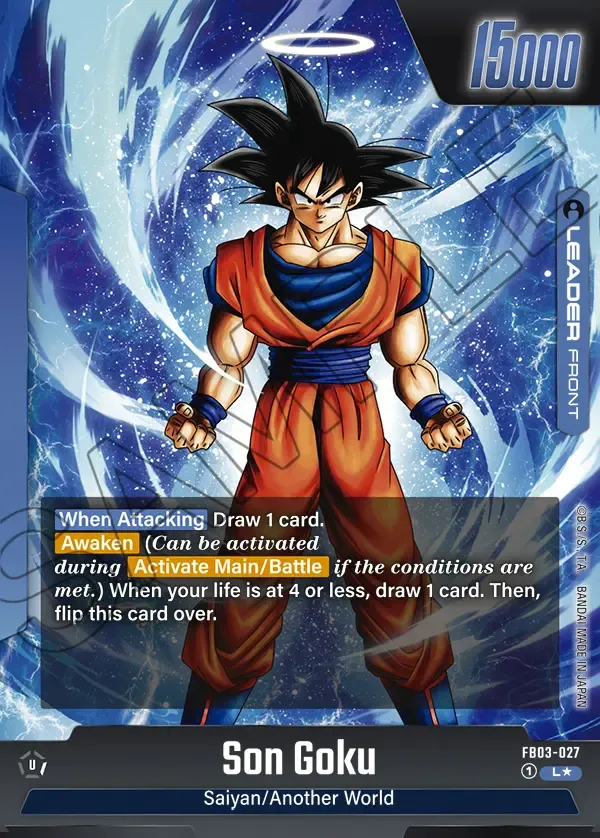 15000
LEADER FRONT
SAMPLE
When Attacking Draw 1 card.
Awaken (Can be activated
during Activate Main/Battle if the conditions are
met.) When your life is at 4 or less, draw 1 card. Then,
flip this card over.
©B.S./S., T.A. BANDAI MADE IN JAPAN
U
Son Goku
FB03-027
1 L★
Saiyan/Another World